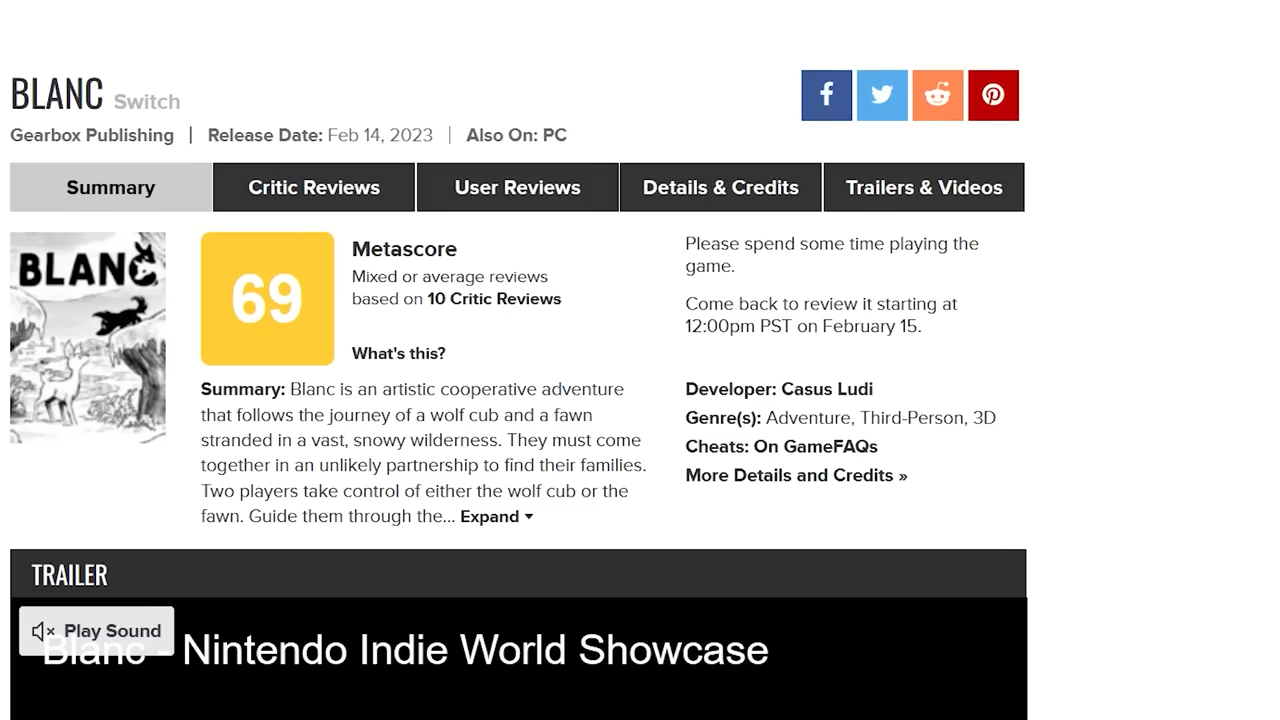 BLANC Switch
Gearbox Publishing | Release Date: Feb 14, 2023 | Also On: PC
Summary
Critic Reviews
User Reviews
Details & Credits
Trailers & Videos
BLANC
69
Metascore
Mixed or average reviews
based on 10 Critic Reviews
What's this?
Please spend some time playing the
game.
Come back to review it starting at
12:00pm PST on February 15.
Summary: Blanc is an artistic cooperative adventure
that follows the journey of a wolf cub and a fawn
stranded in a vast, snowy wilderness. They must come
together in an unlikely partnership to find their families.
Two players take control of either the wolf cub or the
fawn. Guide them through the... Expand
Developer: Casus Ludi
Genre(s): Adventure, Third-Person, 3D
Cheats: On GameFAQs
More Details and Credits »
TRAILER
Play Sound
Blanc - Nintendo Indie World Showcase